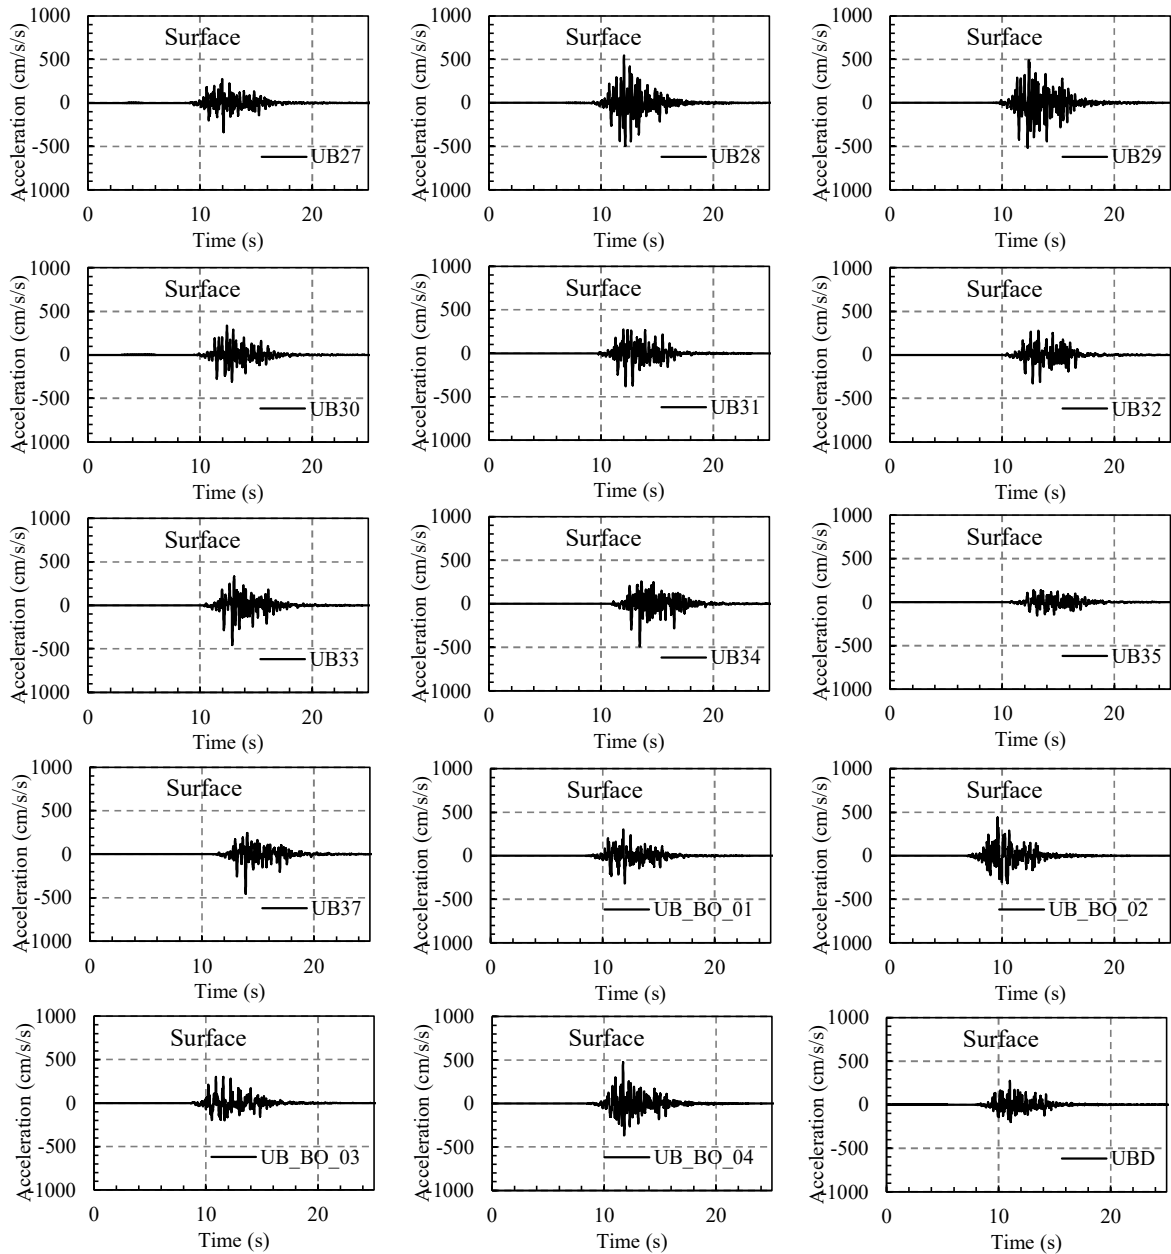 Acceleration (cm/s/s)
1000
Surface
500
0
-500
UB27
-1000
0 10 20
Time (s)
Acceleration (cm/s/s)
1000
Surface
500
0
-500
UB28
-1000
0 10 20
Time (s)
Acceleration (cm/s/s)
1000
Surface
500
0
-500
UB29
-1000
0 10 20
Time (s)
Acceleration (cm/s/s)
1000
Surface
500
0
-500
UB30
-1000
0 10 20
Time (s)
Acceleration (cm/s/s)
1000
Surface
500
0
-500
UB31
-1000
0 10 20
Time (s)
Acceleration (cm/s/s)
1000
Surface
500
0
-500
UB32
-1000
0 10 20
Time (s)
Acceleration (cm/s/s)
1000
Surface
500
0
-500
UB33
-1000
0 10 20
Time (s)
Acceleration (cm/s/s)
1000
Surface
500
0
-500
UB34
-1000
0 10 20
Time (s)
Acceleration (cm/s/s)
1000
Surface
500
0
-500
UB35
-1000
0 10 20
Time (s)
Acceleration (cm/s/s)
1000
Surface
500
0
-500
UB37
-1000
0 10 20
Time (s)
Acceleration (cm/s/s)
1000
Surface
500
0
-500
UB_BO_01
-1000
0 10 20
Time (s)
Acceleration (cm/s/s)
1000
Surface
500
0
-500
UB_BO_02
-1000
0 10 20
Time (s)
Acceleration (cm/s/s)
1000
Surface
500
0
-500
UB_BO_03
-1000
0 10 20
Time (s)
Acceleration (cm/s/s)
1000
Surface
500
0
-500
UB_BO_04
-1000
0 10 20
Time (s)
Acceleration (cm/s/s)
1000
Surface
500
0
-500
UBD
-1000
0 10 20
Time (s)